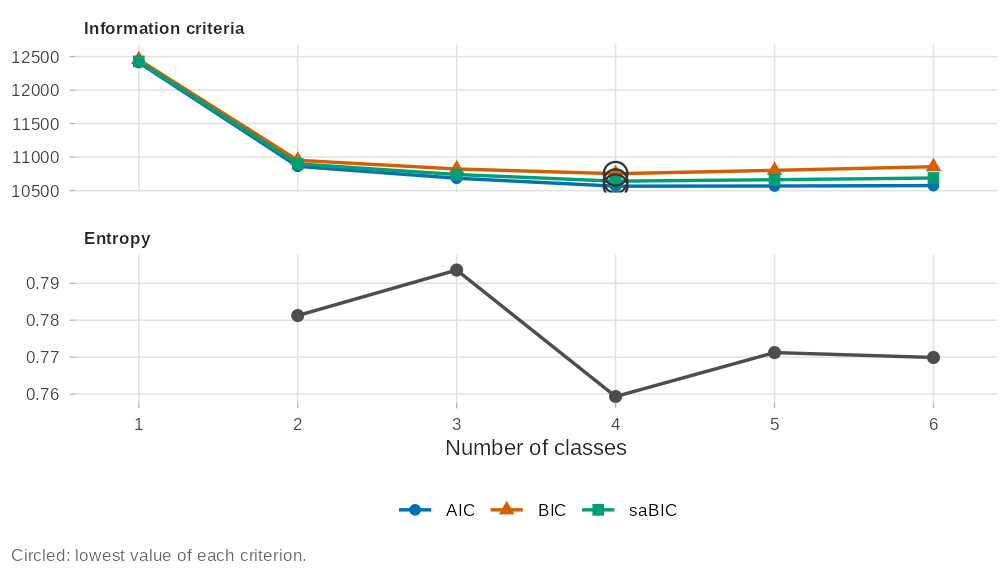 Information criteria
12500
12000
11500
11000
10500
Entropy
0.79
0.78
0.77
0.76
1 2 3 4 5 6
Number of classes
AIC BIC saBIC
Circled: lowest value of each criterion.